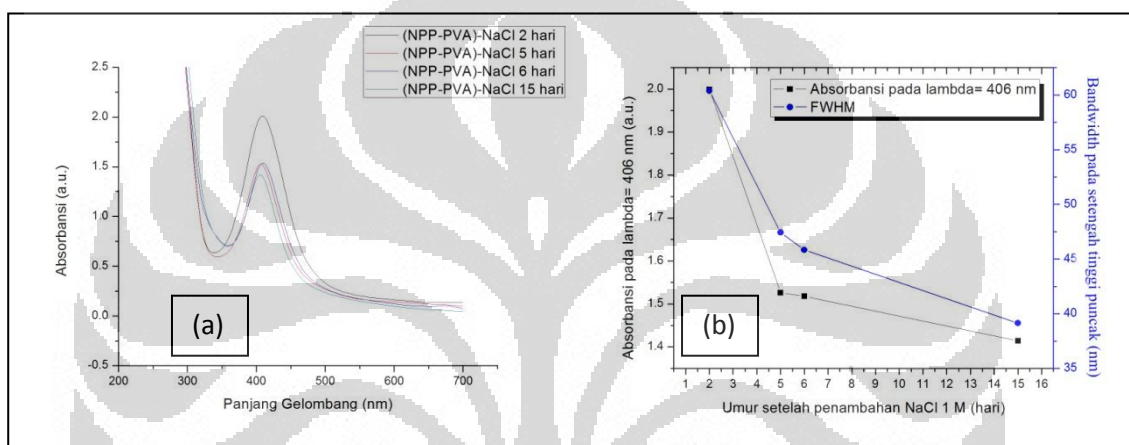 (NPP-PVA)-NaCl 2 hari
(NPP-PVA)-NaCl 5 hari
(NPP-PVA)-NaCl 6 hari
(NPP-PVA)-NaCl 15 hari
2.5
2.0
1.5
1.0
0.5
0.0
-0.5
Absorbansi (a.u.)
(a)
200 300 400 500 600 700
Panjang Gelombang (nm)
Absorbansi pada lambda= 406 nm
FWHM
2.0
1.9
1.8
1.7
1.6
1.5
1.4
Absorbansi pada lambda= 406 nm (a.u.)
(b)
60
55
50
45
40
35
Bandwidth pada setengah tinggi puncak (nm)
1 2 3 4 5 6 7 8 9 10 11 12 13 14 15 16
Umur setelah penambahan NaCl 1 M (hari)